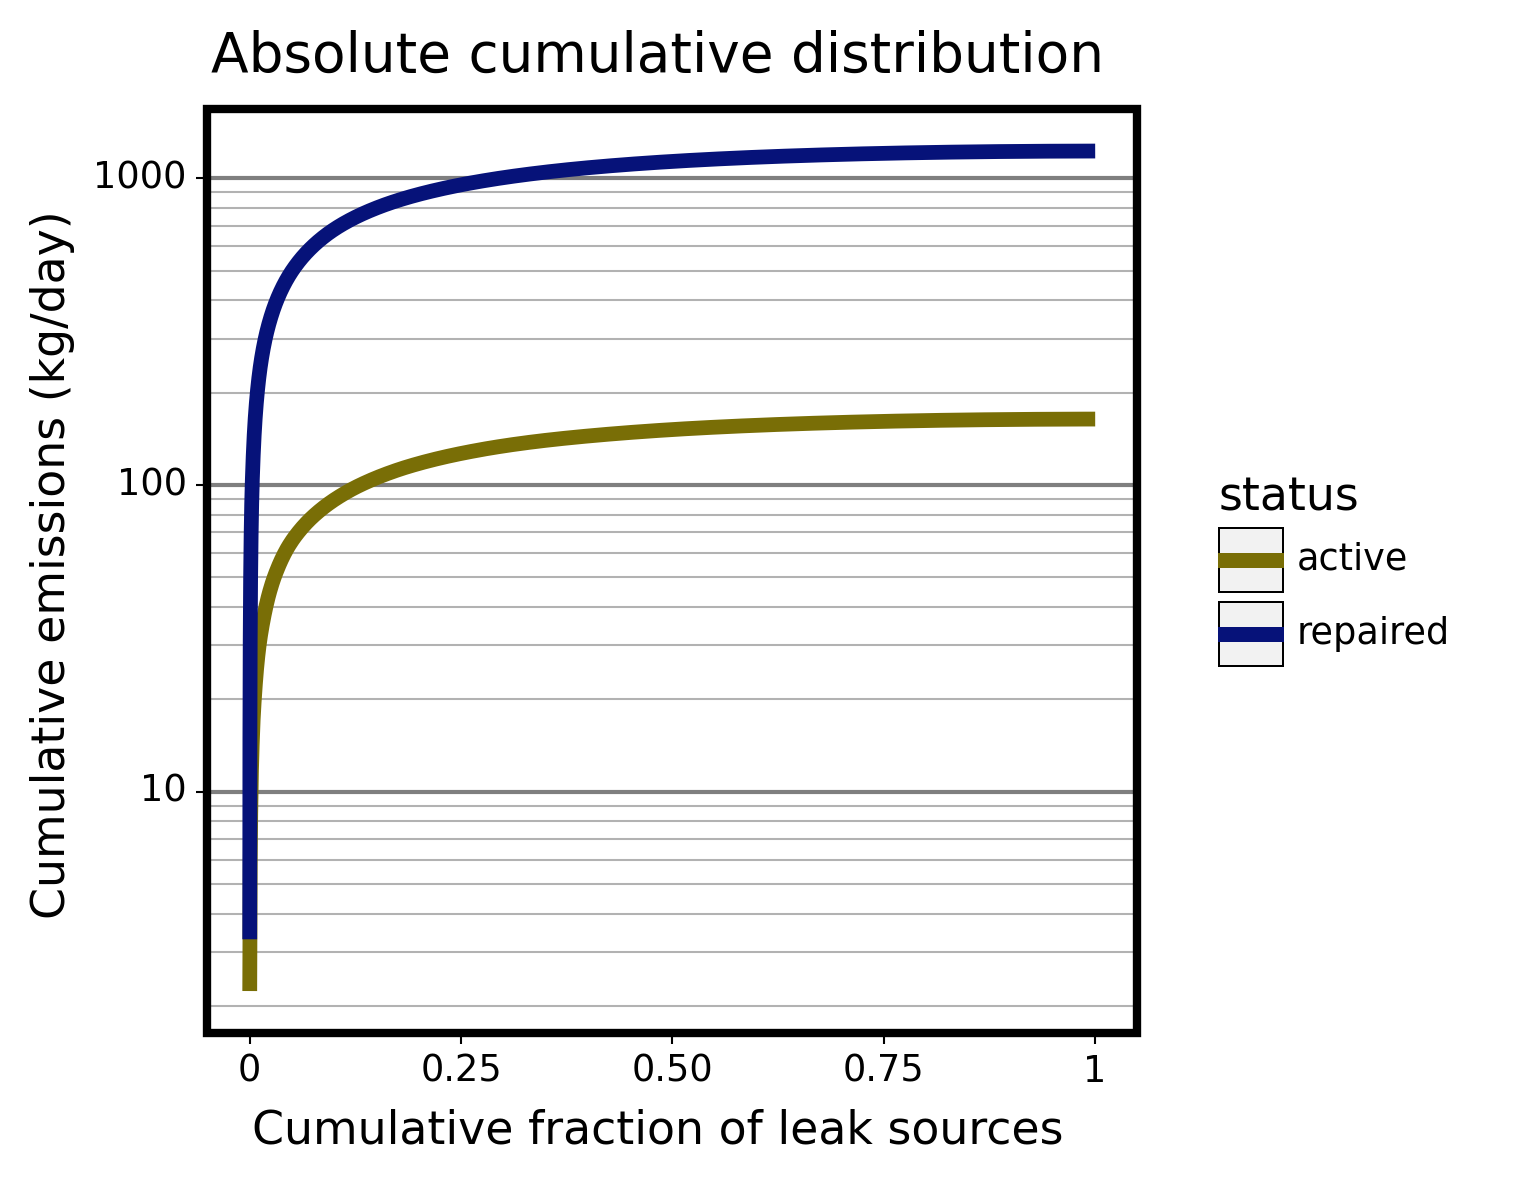 Absolute cumulative distribution
Cumulative emissions (kg/day)
1000
100
10
0
0.25
0.50
0.75
1
Cumulative fraction of leak sources
status
active
repaired